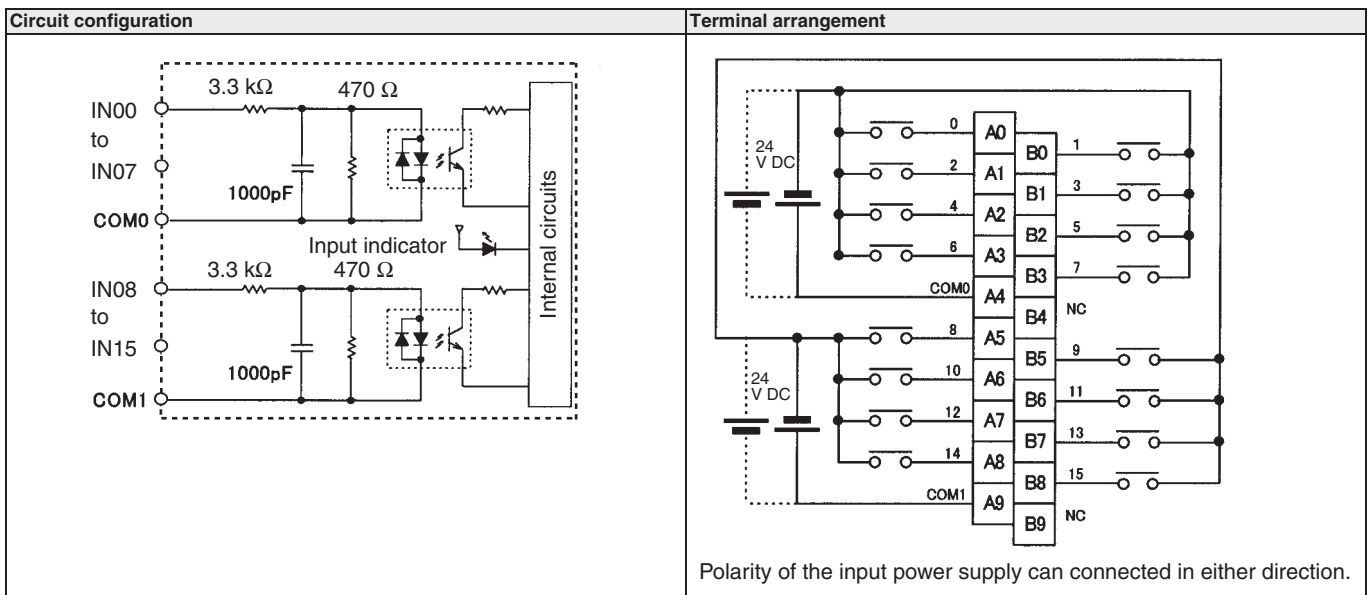 Circuit configuration
3.3 kΩ
470 Ω
IN00
to
IN07
1000pF
COM0
Input indicator
3.3 kΩ
470 Ω
IN08
to
IN15
1000pF
COM1
Internal circuits
Terminal arrangement
24
V DC
0
A0
B0
1
2
A1
B1
3
4
A2
B2
5
6
A3
B3
7
COM0
A4
B4
NC
8
A5
B5
9
24
V DC
10
A6
B6
11
12
A7
B7
13
14
A8
B8
15
COM1
A9
B9
NC
Polarity of the input power supply can connected in either direction.